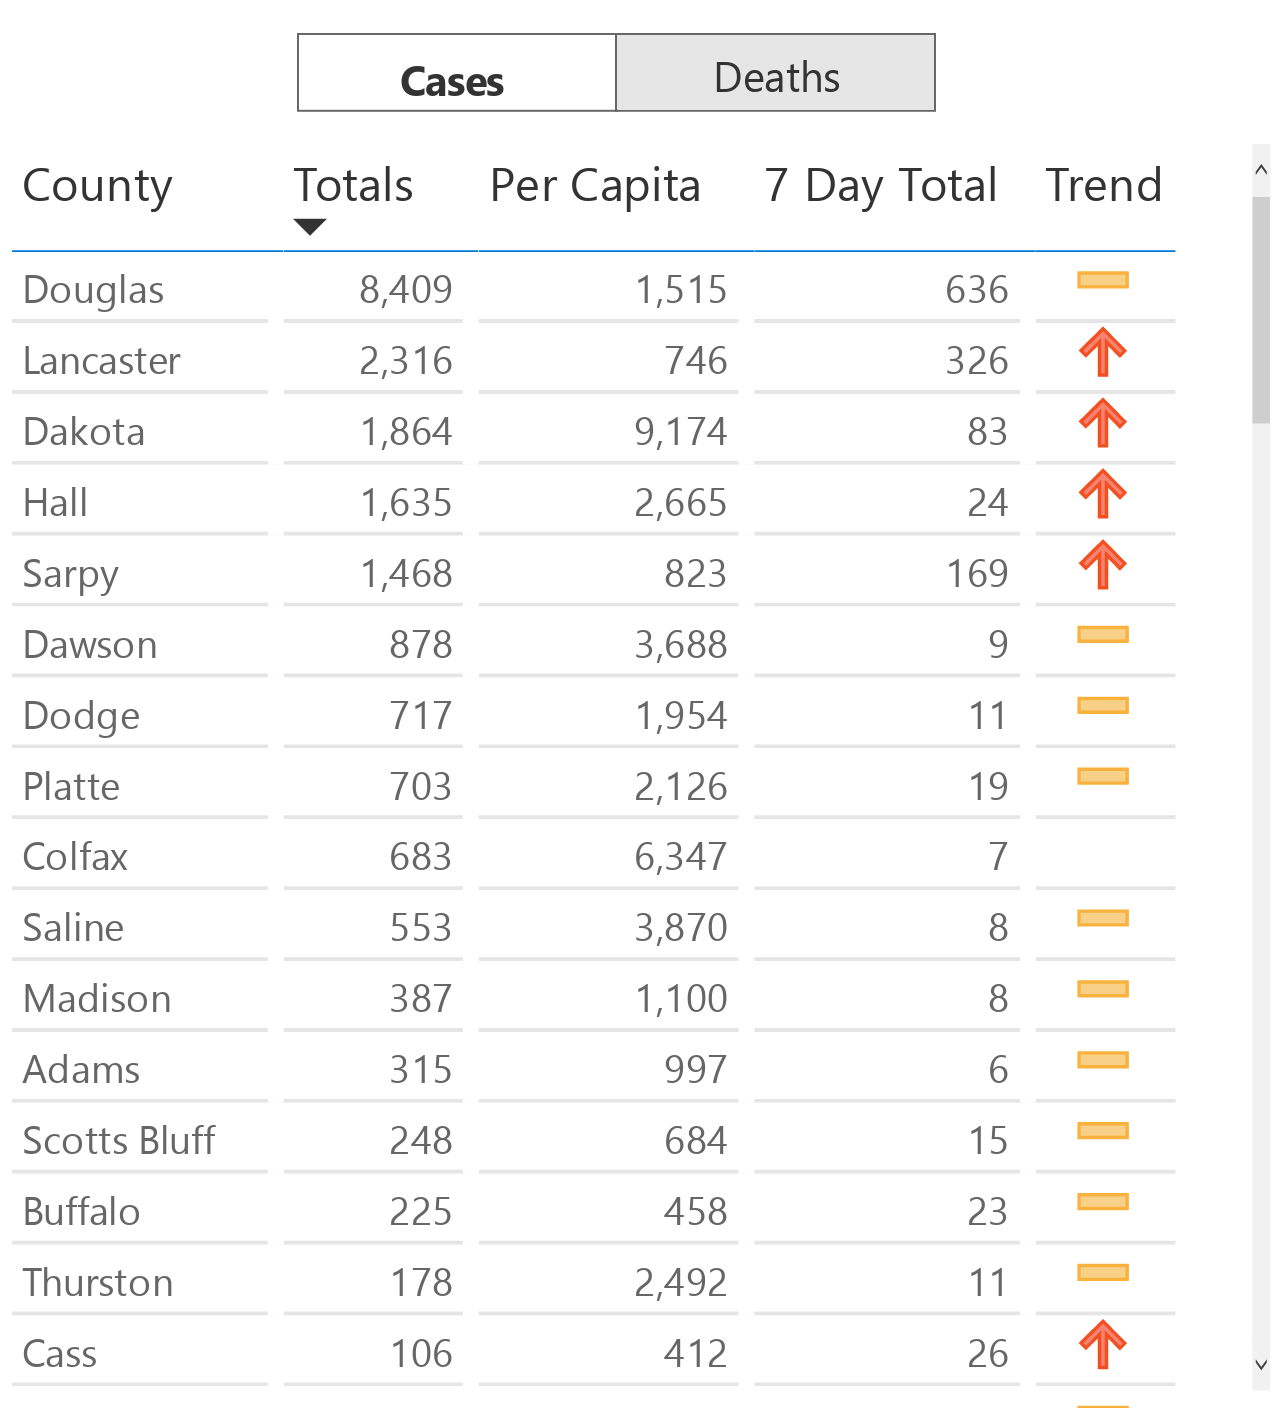 Cases Deaths
County Totals Per Capita 7 Day Total Trend
Douglas 8,409 1,515 636
Lancaster 2,316 746 326
Dakota 1,864 9,174 83
Hall 1,635 2,665 24
Sarpy 1,468 823 169
Dawson 878 3,688 9
Dodge 717 1,954 11
Platte 703 2,126 19
Colfax 683 6,347 7
Saline 553 3,870 8
Madison 387 1,100 8
Adams 315 997 6
Scotts Bluff 248 684 15
Buffalo 225 458 23
Thurston 178 2,492 11
Cass 106 412 26